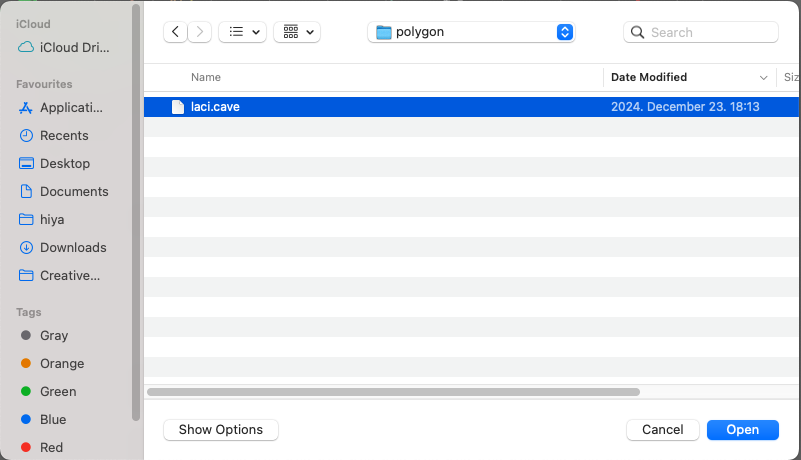 iCloud
iCloud Dri...
Favourites
Applicati...
Recents
Desktop
Documents
hiya
Downloads
Creative...
Tags
Gray
Orange
Green
Blue
Red
polygon
Search
Name Date Modified Siz
laci.cave 2024. December 23. 18:13
Show Options Cancel Open